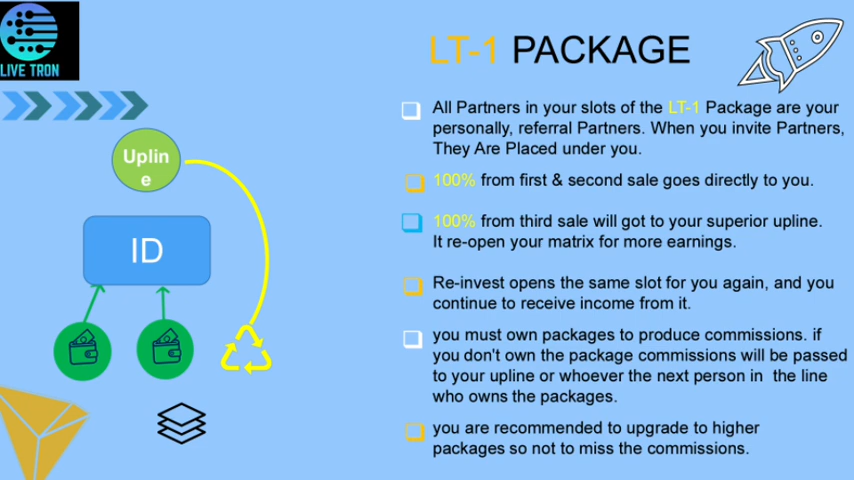 LIVE TRON
LT-1 PACKAGE
Uplin
e
ID
All Partners in your slots of the LT-1 Package are your
personally, referral Partners. When you invite Partners,
They Are Placed under you.
100% from first & second sale goes directly to you.
100% from third sale will got to your superior upline.
It re-open your matrix for more earnings.
Re-invest opens the same slot for you again, and you
continue to receive income from it.
you must own packages to produce commissions. if
you don't own the package commissions will be passed
to your upline or whoever the next person in the line
who owns the packages.
you are recommended to upgrade to higher
packages so not to miss the commissions.